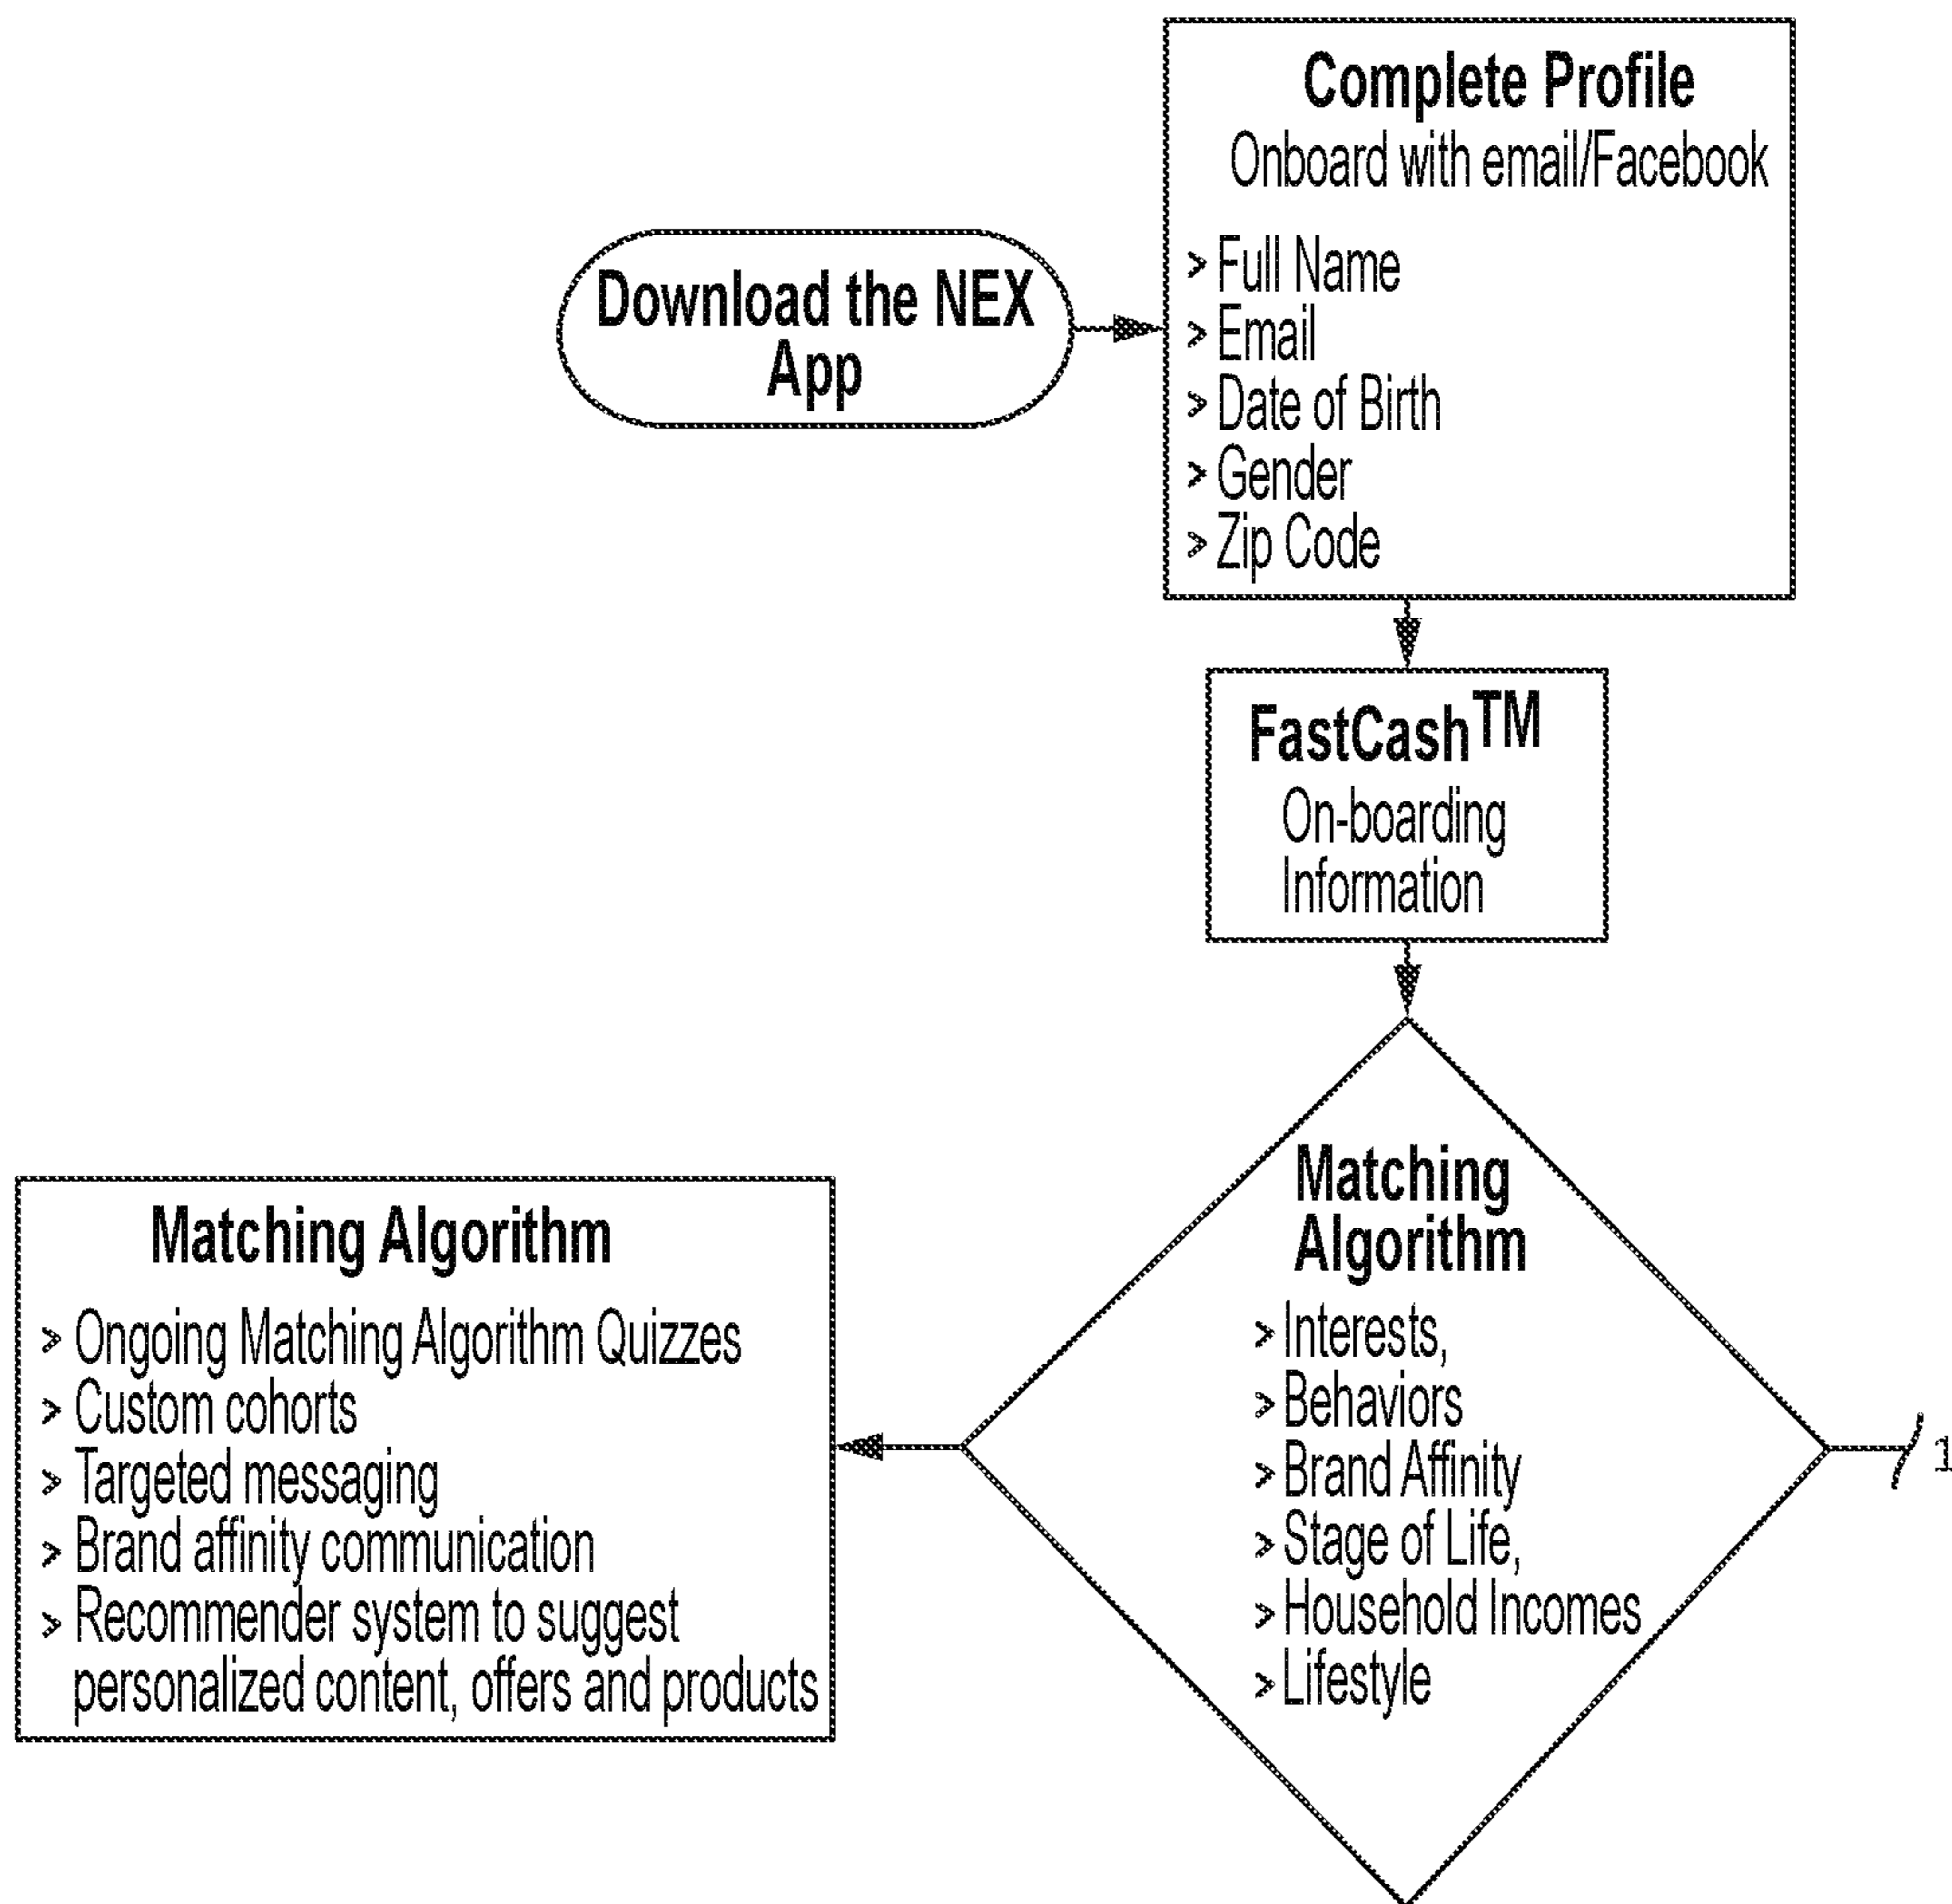 Complete Profile
Onboard with email/Facebook
> Full Name
> Email
> Date of Birth
> Gender
> Zip Code
Download the NEX
App
FastCash™
On-boarding
Information
Matching
Algorithm
> Interests,
> Behaviors
> Brand Affinity
> Stage of Life,
> Household Incomes
> Lifestyle
Matching Algorithm
> Ongoing Matching Algorithm Quizzes
> Custom cohorts
> Targeted messaging
> Brand affinity communication
> Recommender system to suggest
personalized content, offers and products
1